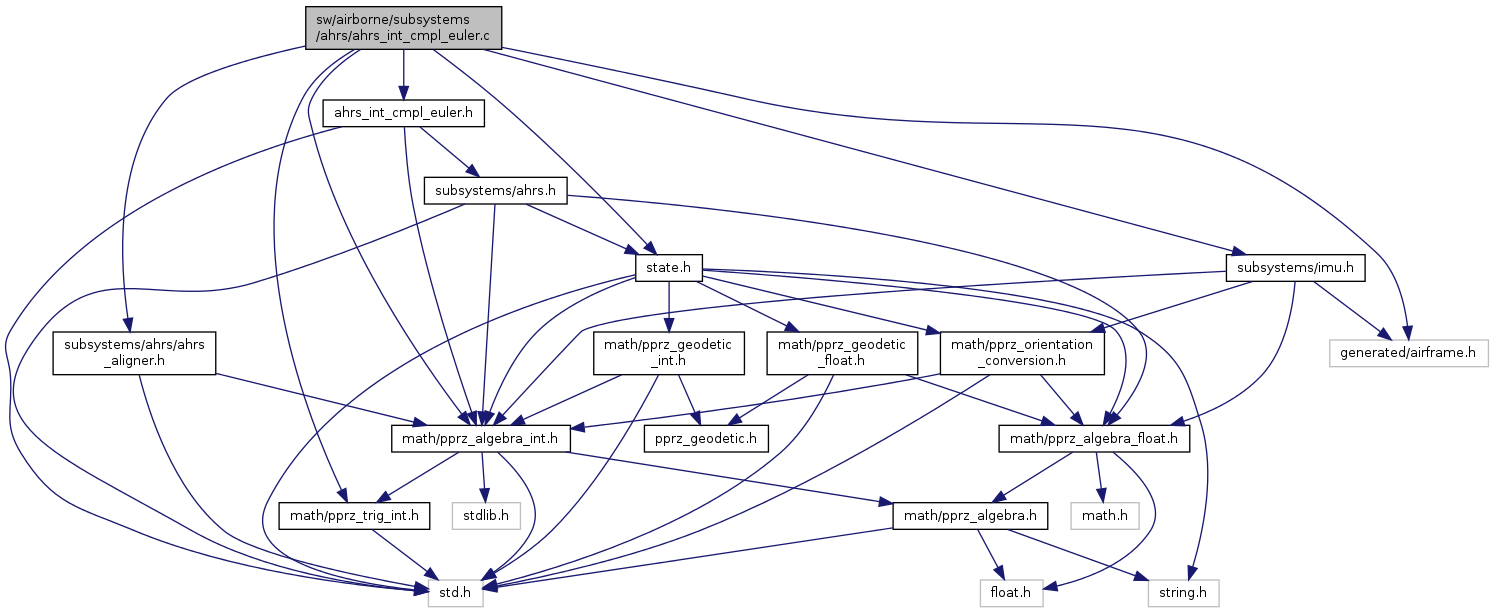 sw/airborne/subsystems
/ahrs/ahrs_int_cmpl_euler.c
ahrs_int_cmpl_euler.h
subsystems/ahrs.h
state.h
subsystems/imu.h
subsystems/ahrs/ahrs
_aligner.h
math/pprz_geodetic
_int.h
math/pprz_geodetic
_float.h
math/pprz_orientation
_conversion.h
generated/airframe.h
math/pprz_algebra_int.h
pprz_geodetic.h
math/pprz_algebra_float.h
math/pprz_trig_int.h
stdlib.h
math/pprz_algebra.h
math.h
std.h
float.h
string.h